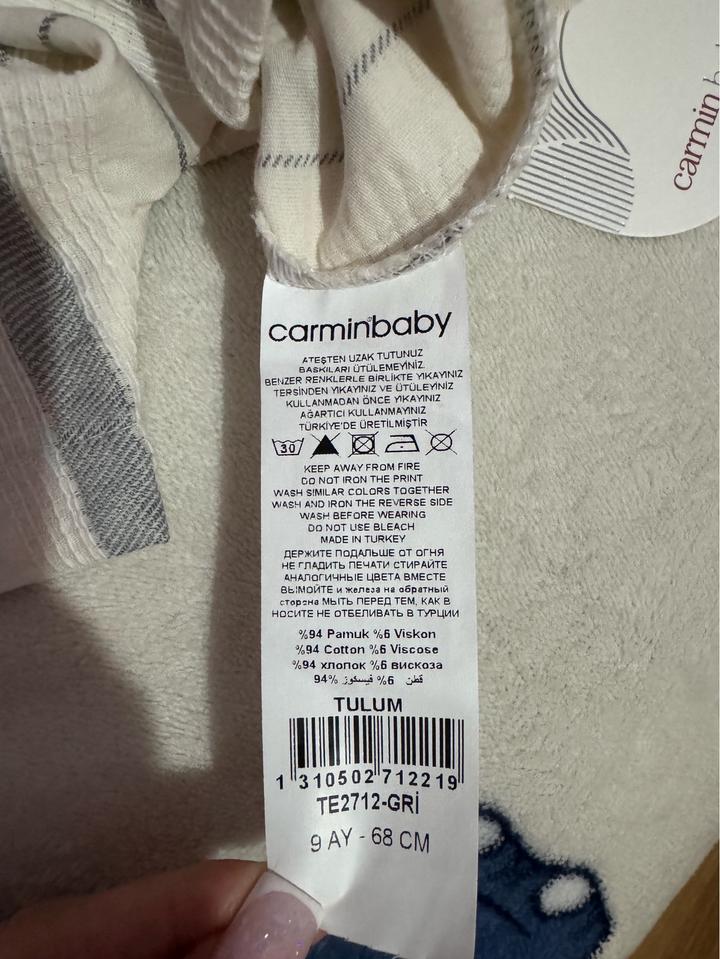 carmin b
carminbaby
ATEŞTEN UZAK TUTUNUZ
BASKILARI ÜTÜLEMEYİNİZ
BENZER RENKLERLE BİRLİKTE YIKAYINIZ
TERSİNDEN YIKAYINIZ VE ÜTÜLEYİNİZ
KULLANMADAN ÖNCE YIKAYINIZ
AĞARTICI KULLANMAYINIZ
TÜRKİYE'DE ÜRETİLMİŞTİR
30
KEEP AWAY FROM FIRE
DO NOT IRON THE PRINT
WASH SIMILAR COLORS TOGETHER
WASH AND IRON THE REVERSE SIDE
WASH BEFORE WEARING
DO NOT USE BLEACH
MADE IN TURKEY
ДЕРЖИТЕ ПОДАЛЬШЕ ОТ ОГНЯ
НЕ ГЛАДИТЬ ПЕЧАТИ СТИРАЙТЕ
АНАЛОГИЧНЫЕ ЦВЕТА ВМЕСТЕ
ВЫМОЙТЕ и железа на обратный
сторона МЫТЬ ПЕРЕД ТЕМ, КАК В
НОСИТЕ НЕ ОТБЕЛИВАТЬ В ТУРЦИИ
%94 Pamuk %6 Viskon
%94 Cotton %6 Viscose
%94 хлопок %6 вискоза
94% فيسكوز %6 قطن
TULUM
1 310502 712219
TE2712-GRİ
9 AY - 68 CM